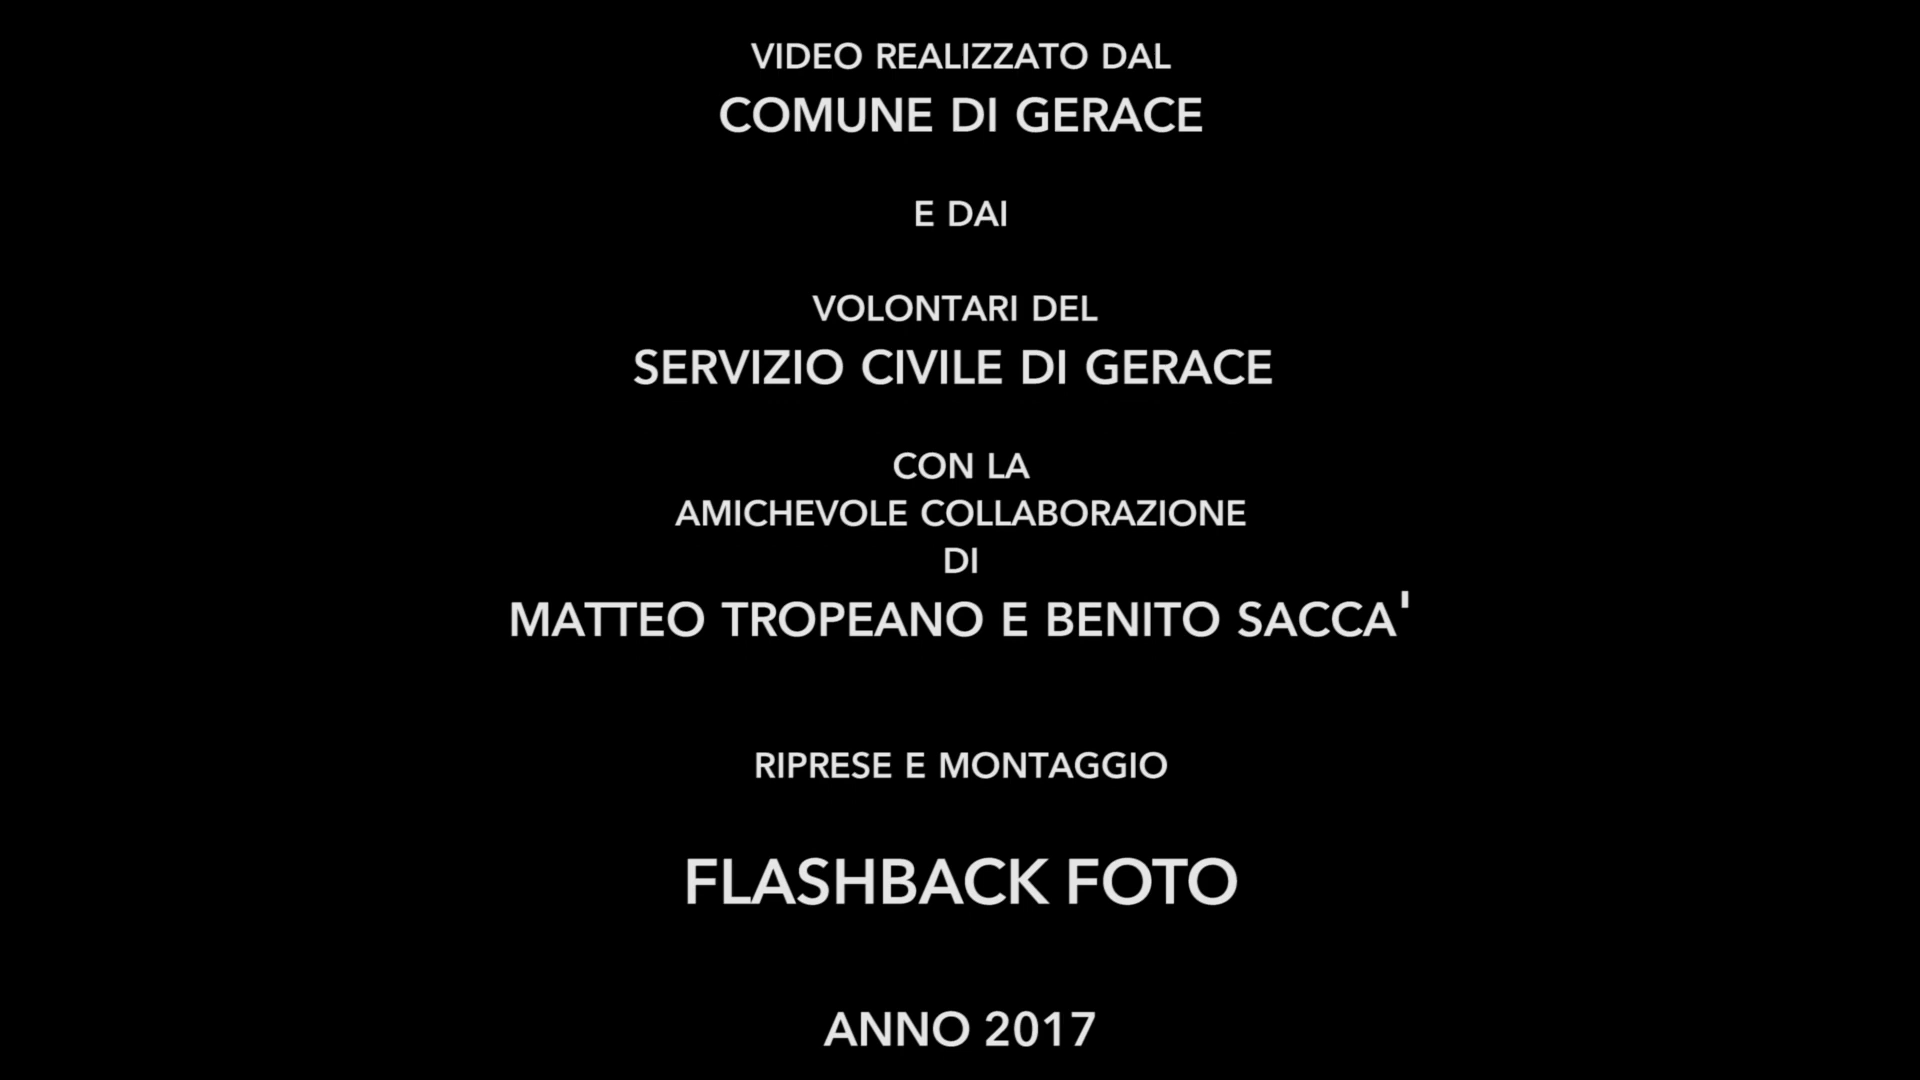 VIDEO REALIZZATO DAL
COMUNE DI GERACE
E DAI
VOLONTARI DEL
SERVIZIO CIVILE DI GERACE
CON LA
AMICHEVOLE COLLABORAZIONE
DI
MATTEO TROPEANO E BENITO SACCA'
RIPRESE E MONTAGGIO
FLASHBACK FOTO
ANNO 2017